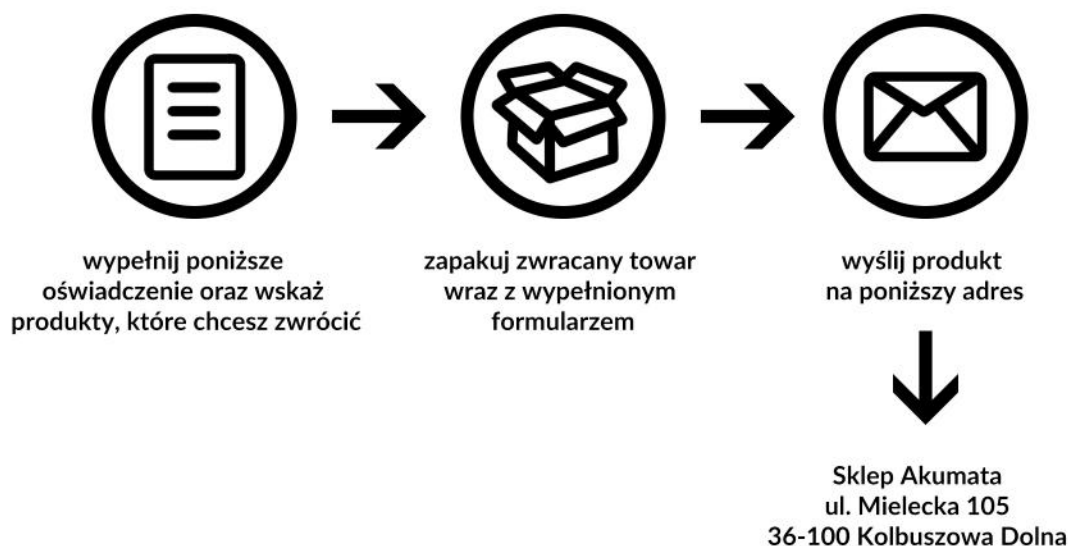 wypełnij poniższe
oświadczenie oraz wskaż
produkty, które chcesz zwrócić
zapakuj zwracany towar
wraz z wypełnionym
formularzem
wyślij produkt
na poniższy adres
Sklep Akumata
ul. Mielecka 105
36-100 Kolbuszowa Dolna